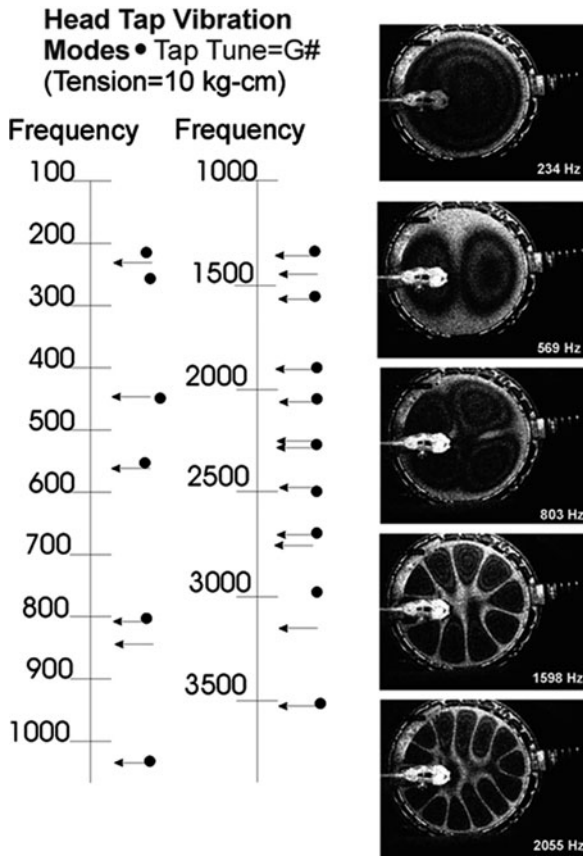 Head Tap Vibration
Modes • Tap Tune=G#
(Tension=10 kg-cm)
Frequency
100
200
300
400
500
600
700
800
900
1000
Frequency
1000
1500
2000
2500
3000
3500
234 Hz
569 Hz
803 Hz
1598 Hz
2055 Hz